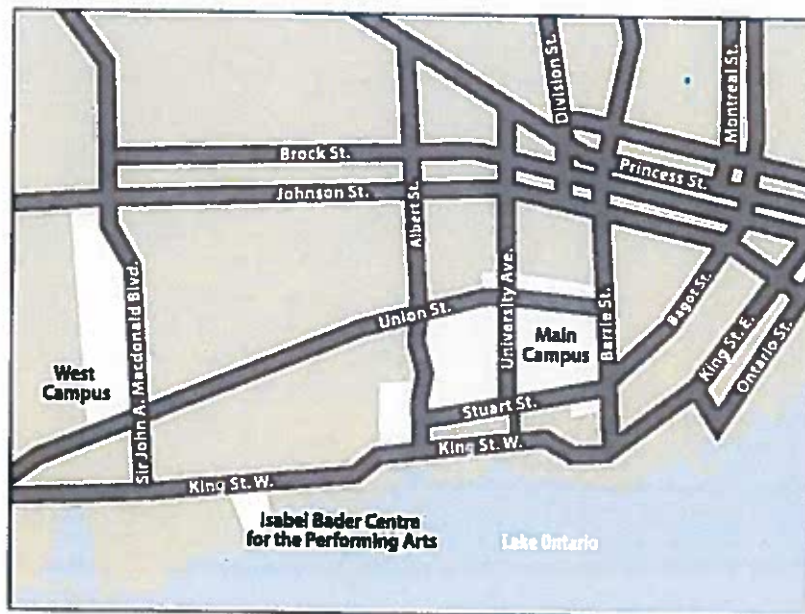 Division St.
Montreal St.
Brock St.
Princess St.
Johnson St.
Albert St.
University Ave.
Barrie St.
Bagot St.
Union St.
King St. E.
Ontario St.
Main
Campus
West
Campus
Sir John A. Macdonald Blvd.
Stuart St.
King St. W.
King St. W.
Isabel Bader Centre
for the Performing Arts
Lake Ontario